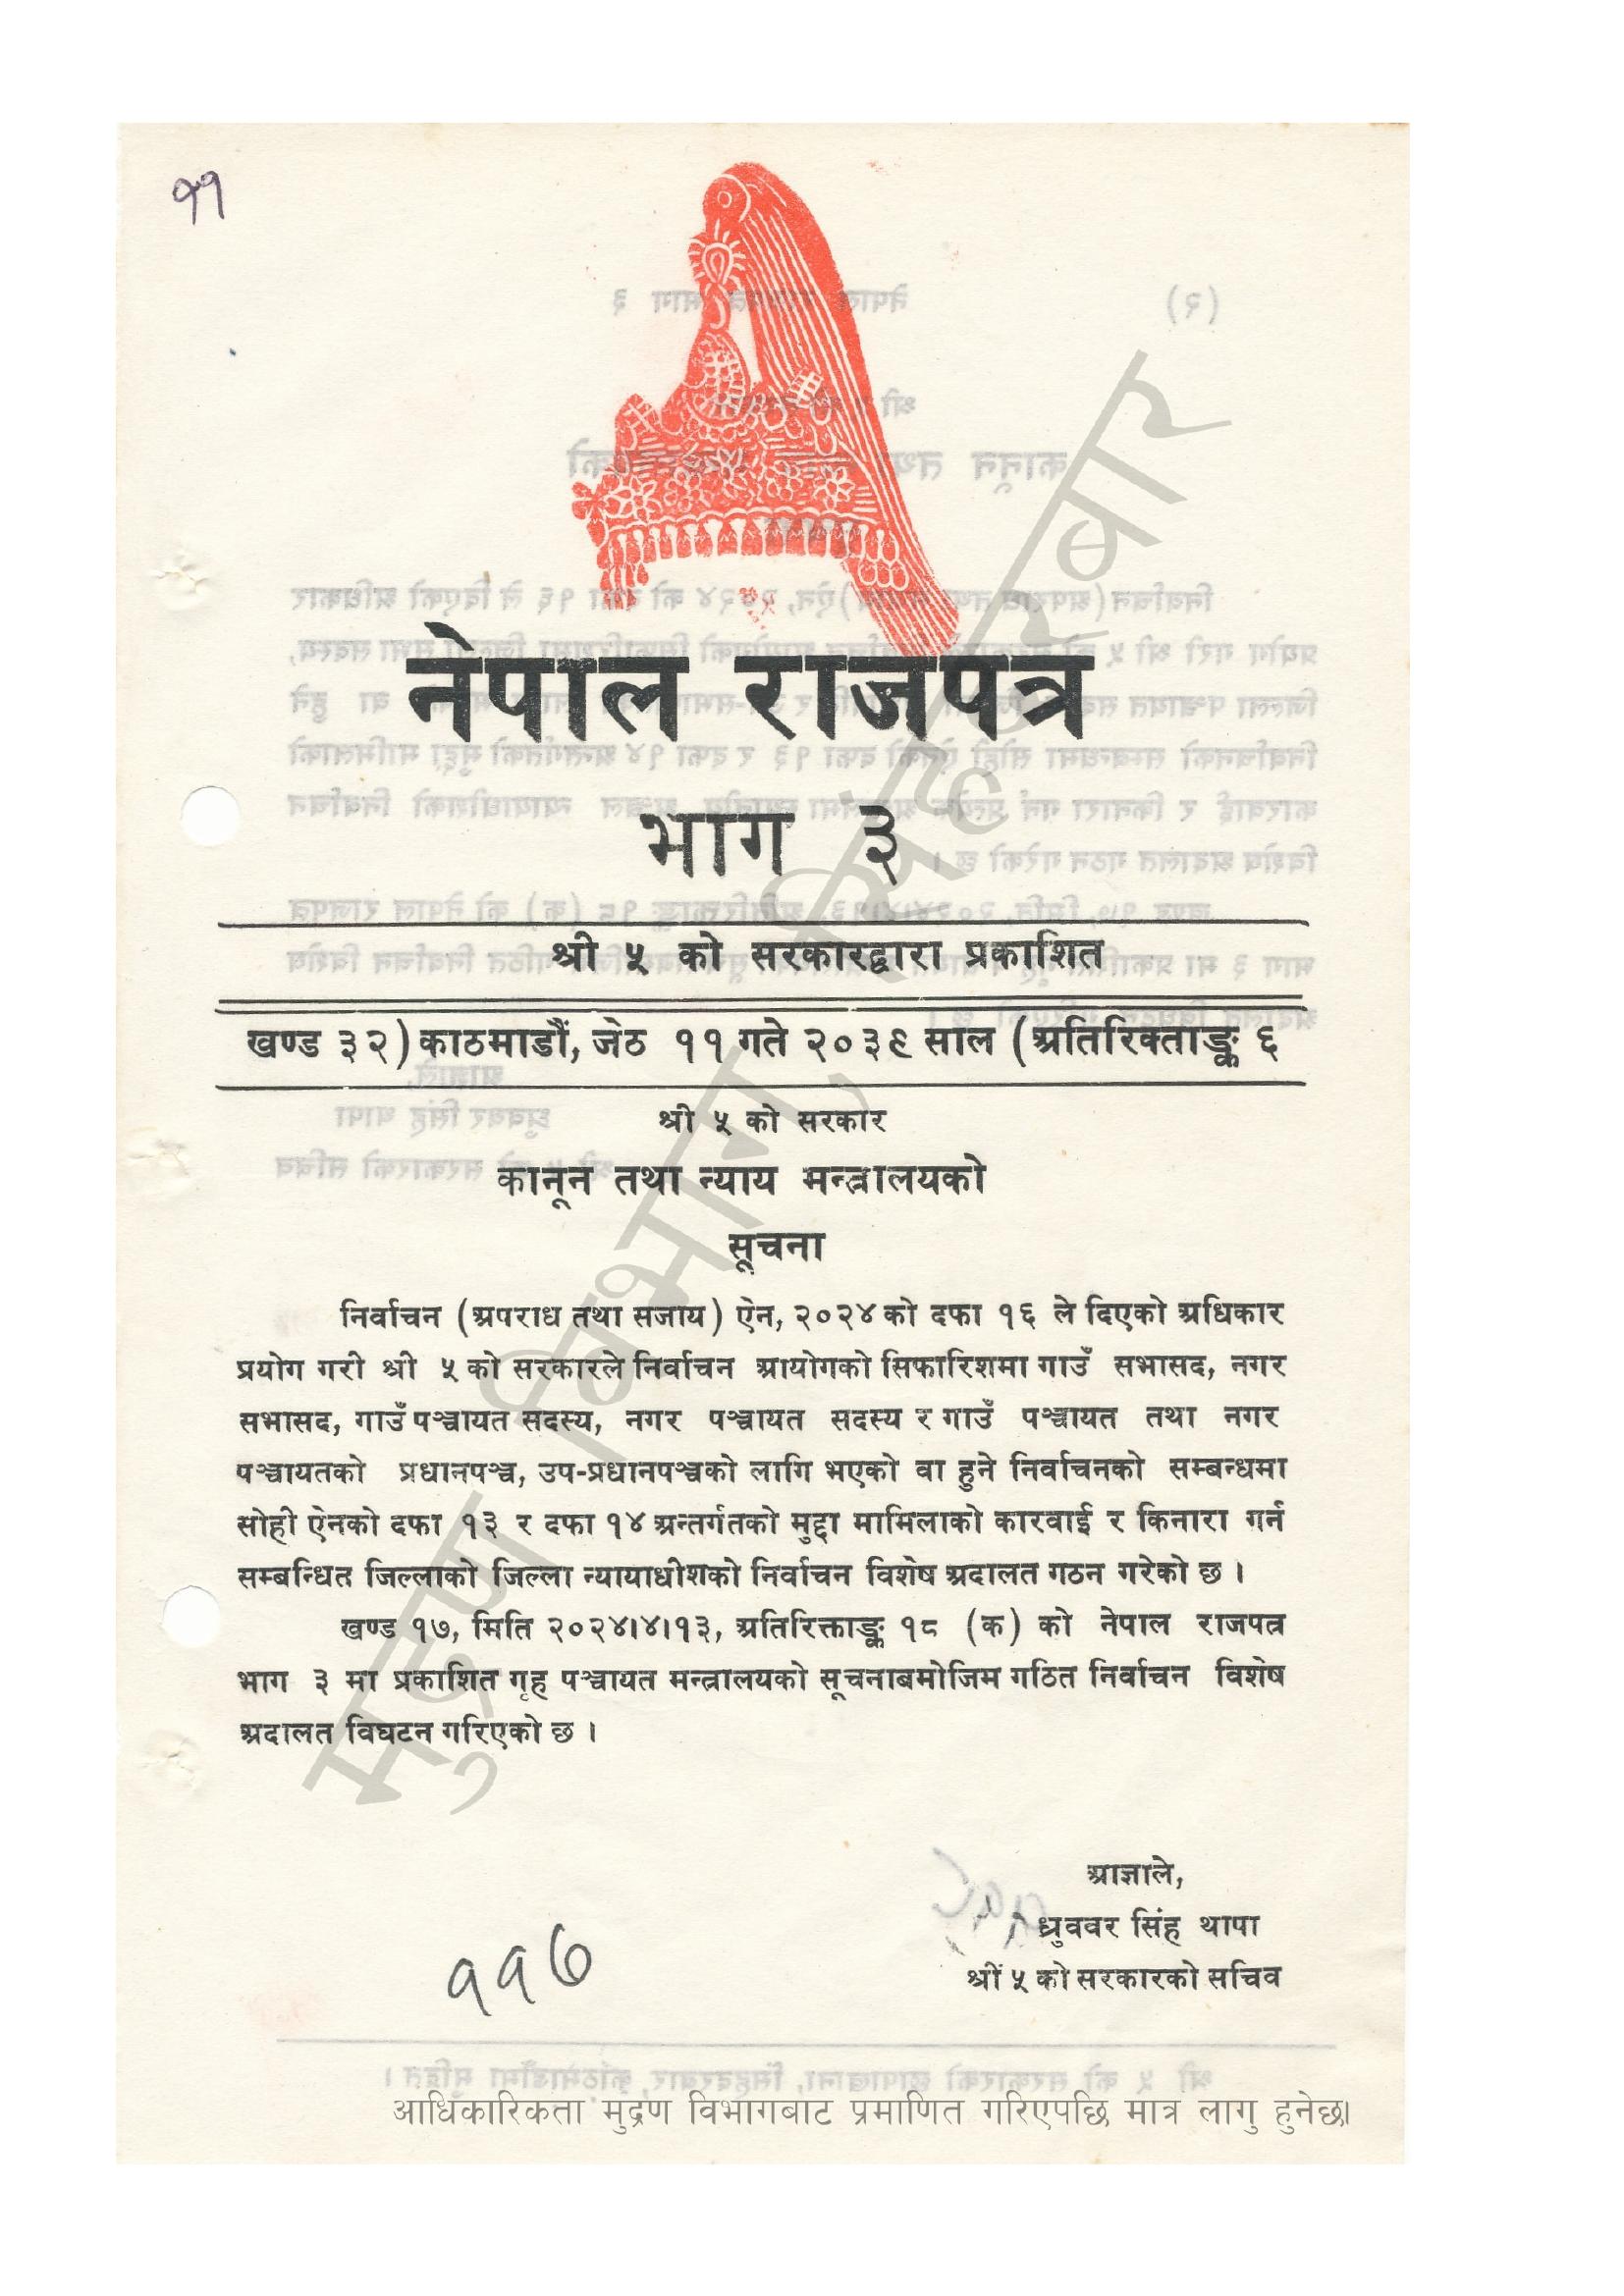 ११
नेपाल राजपत्र
भाग ३
श्री ५ को सरकारद्वारा प्रकाशित
खण्ड ३२) काठमाडौं, जेठ ११ गते २०३९ साल (अतिरिक्ताङ्क ६
श्री ५ को सरकार
कानून तथा न्याय मन्त्रालयको
सूचना
निर्वाचन (अपराध तथा सजाय) ऐन, २०२४ को दफा १६ ले दिएको अधिकार
प्रयोग गरी श्री ५ को सरकारले निर्वाचन आयोगको सिफारिशमा गाउँ सभासद, नगर
सभासद, गाउँ पञ्चायत सदस्य, नगर पञ्चायत सदस्य र गाउँ पञ्चायत तथा नगर
पञ्चायतको प्रधानपञ्च, उप-प्रधानपञ्चको लागि भएको वा हुने निर्वाचनको सम्बन्धमा
सोही ऐनको दफा १३ र दफा १४ अन्तर्गतको मुद्दा मामिलाको कारवाई र किनारा गर्न
सम्बन्धित जिल्लाको जिल्ला न्यायाधीशको निर्वाचन विशेष अदालत गठन गरेको छ ।
खण्ड १७, मिति २०२४।४।१३, अतिरिक्ताङ्क १८ (क) को नेपाल राजपत्र
भाग ३ मा प्रकाशित गृह पञ्चायत मन्त्रालयको सूचनाबमोजिम गठित निर्वाचन विशेष
अदालत विघटन गरिएको छ ।
आज्ञाले,
ध्रुववर सिंह थापा
श्री ५ को सरकारको सचिव
११७
मुद्रण विभाग, सिंहदरबार
आधिकारिकता मुद्रण विभागबाट प्रमाणित गरिएपछि मात्र लागु हुनेछ।